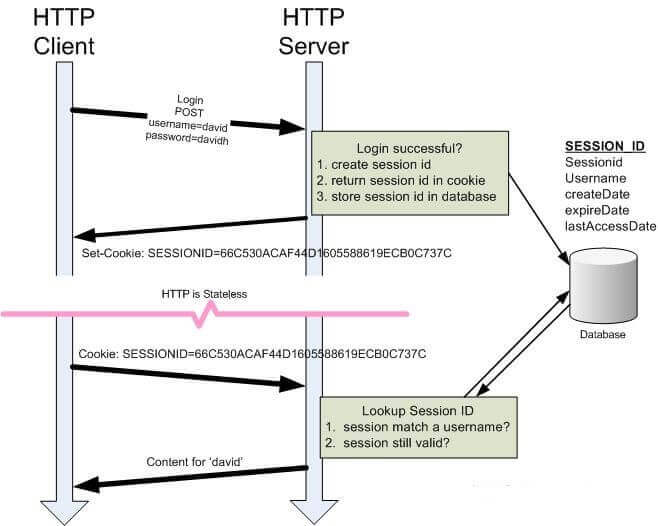 HTTP
Client
HTTP
Server
Login
POST
username=david
password=davidh
Login successful?
1. create session id
2. return session id in cookie
3. store session id in database
SESSION_ID
Sessionid
Username
createDate
expireDate
lastAccessDate
Set-Cookie: SESSIONID=66C530ACAF44D1605588619ECB0C737C
Database
HTTP is Stateless
Cookie: SESSIONID=66C530ACAF44D1605588619ECB0C737C
Lookup Session ID
1. session match a username?
2. session still valid?
Content for 'david'